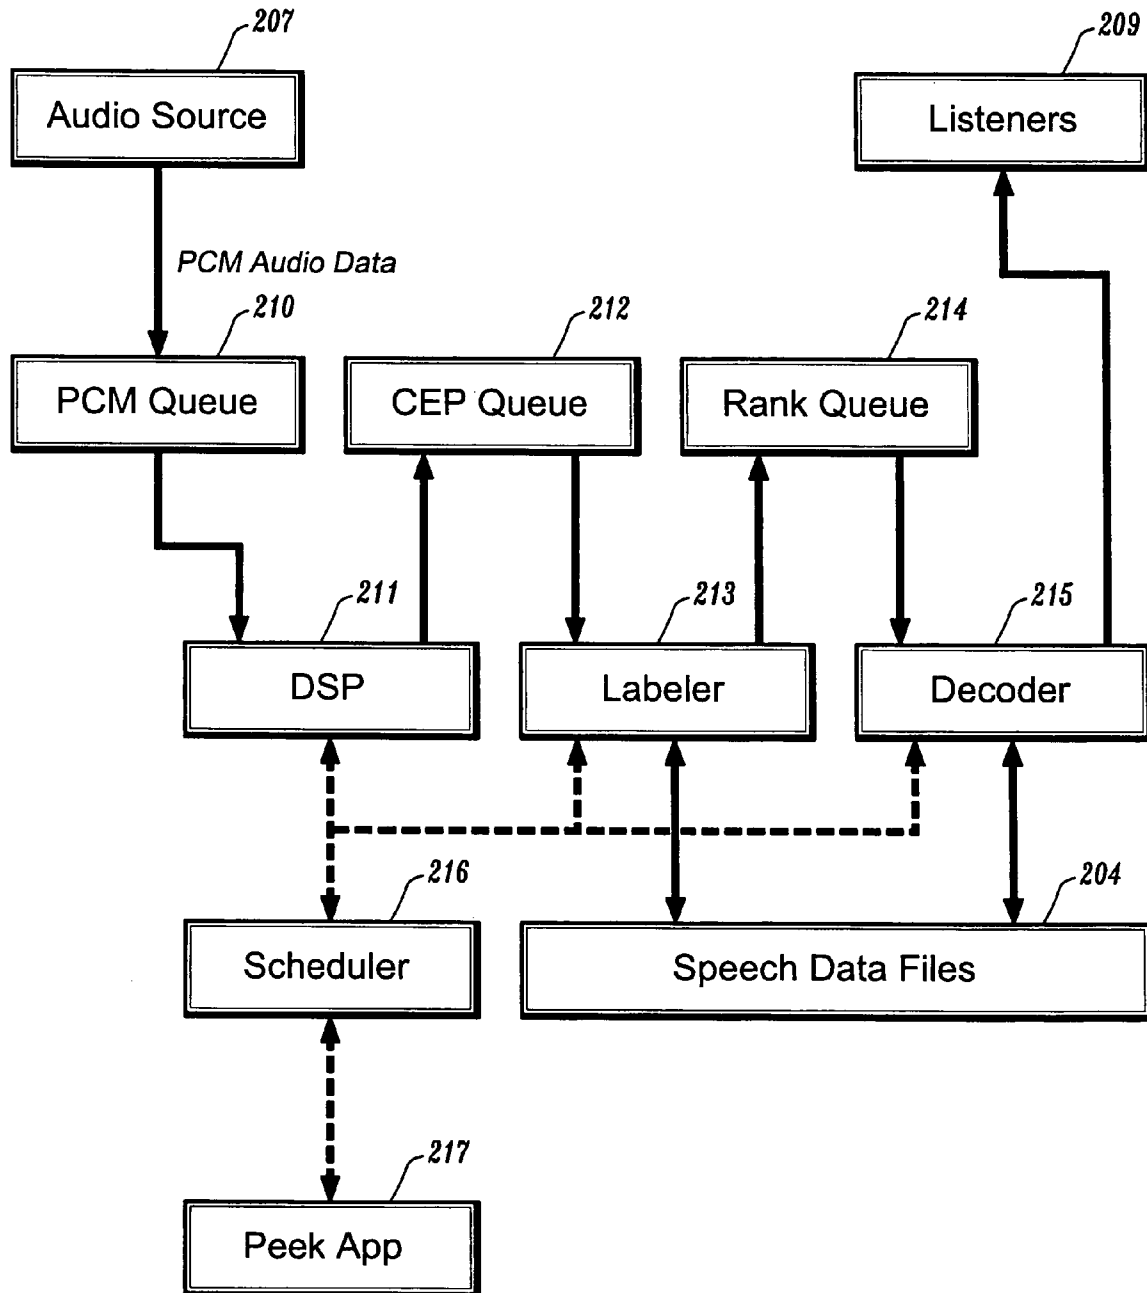 207
209
Audio Source
Listeners
PCM Audio Data
210
212
214
PCM Queue
CEP Queue
Rank Queue
211
213
215
DSP
Labeler
Decoder
216
204
Scheduler
Speech Data Files
217
Peek App